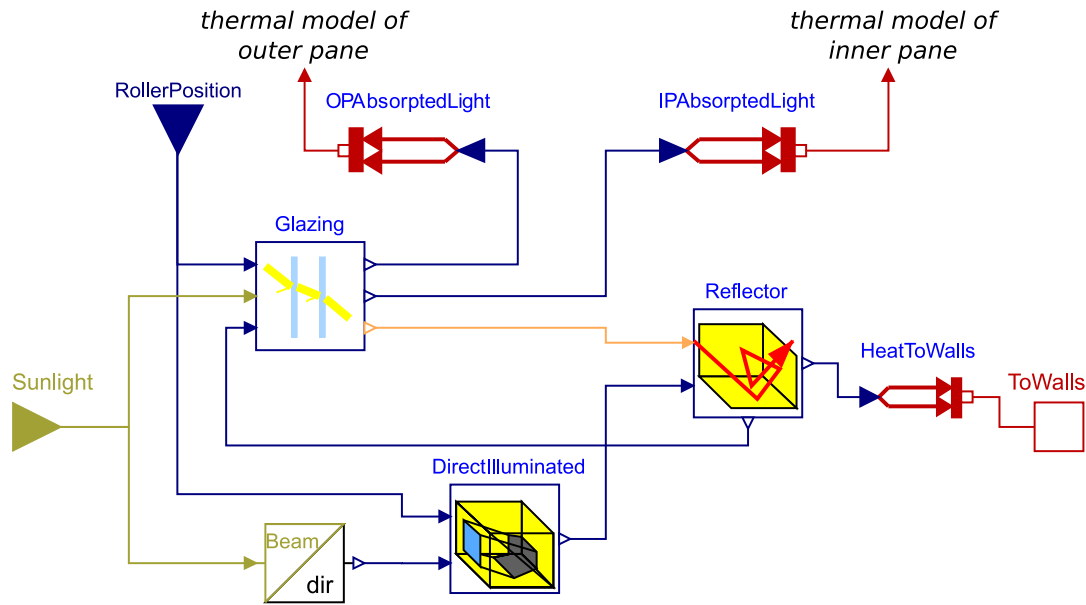 thermal model of
outer pane
thermal model of
inner pane
RollerPosition
OPAbsorptedLight
IPAbsorptedLight
Glazing
Reflector
HeatToWalls
Sunlight
ToWalls
DirectIlluminated
Beam
dir